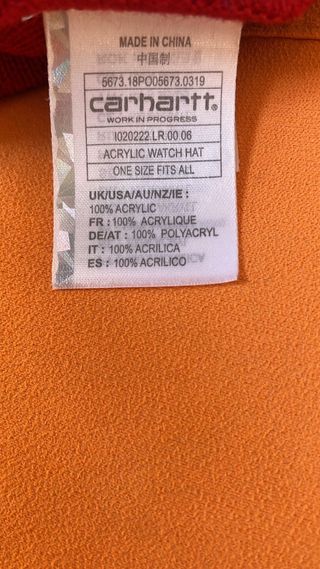 MADE IN CHINA
中国制
5673.18PO05673.0319
carhartt.
WORK IN PROGRESS
I020222.LR.00.06
ACRYLIC WATCH HAT
ONE SIZE FITS ALL
UK/USA/AU/NZ/IE :
100% ACRYLIC
FR : 100% ACRYLIQUE
DE/AT : 100% POLYACRYL
IT : 100% ACRILICA
ES : 100% ACRILICO